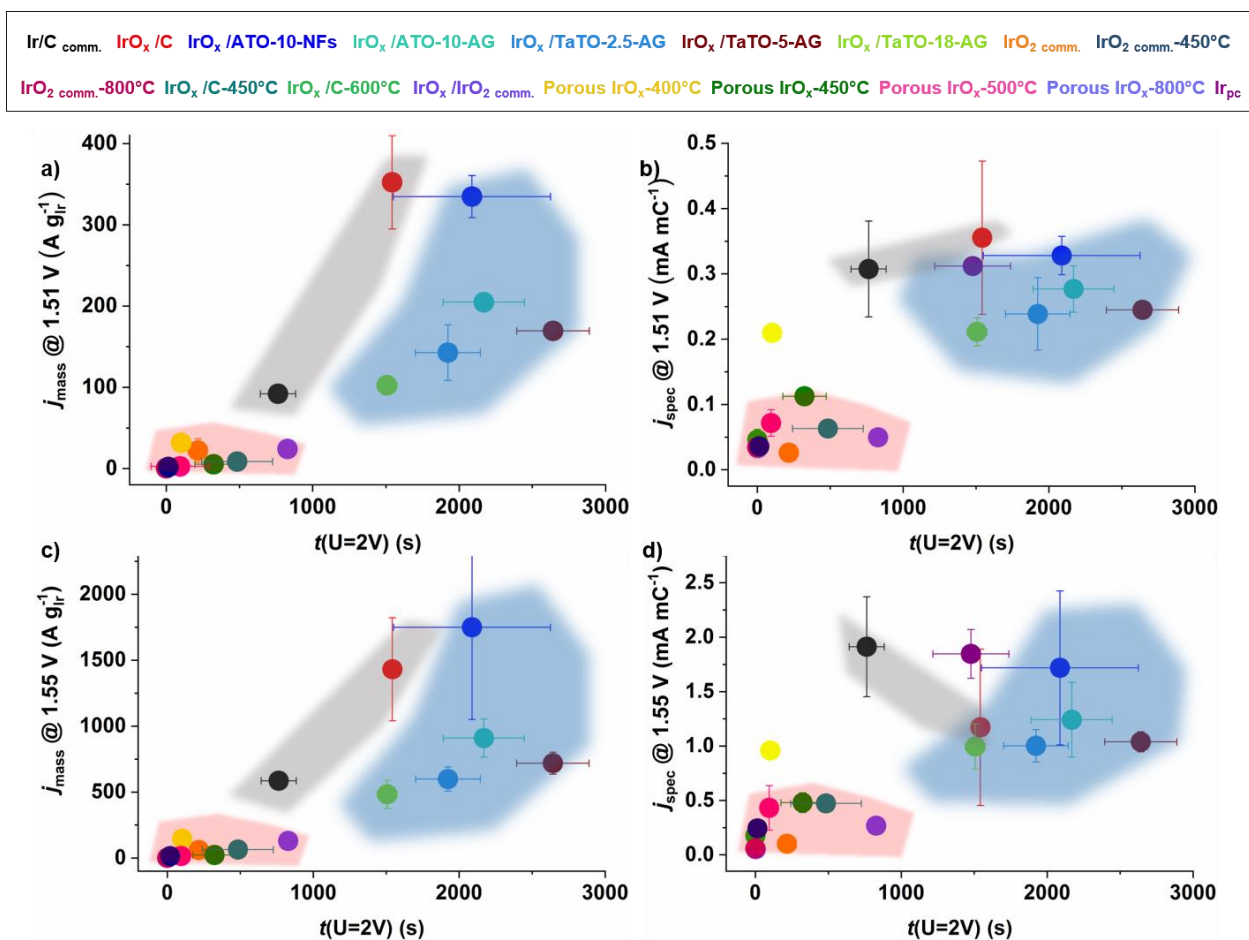 Ir/C comm. IrOx /C IrOx /ATO-10-NFs IrOx /ATO-10-AG IrOx /TaTO-2.5-AG IrOx /TaTO-5-AG IrOx /TaTO-18-AG IrO2 comm. IrO2 comm.-450°C
IrO2 comm.-800°C IrOx /C-450°C IrOx /C-600°C IrOx /IrO2 comm. Porous IrOx-400°C Porous IrOx-450°C Porous IrOx-500°C Porous IrOx-800°C Irpc
a)
jmass @ 1.51 V (A gIr-1)
400
300
200
100
0
0 1000 2000 3000
t(U=2V) (s)
b)
jspec @ 1.51 V (mA mC-1)
0.5
0.4
0.3
0.2
0.1
0.0
0 1000 2000 3000
t(U=2V) (s)
c)
jmass @ 1.55 V (A gIr-1)
2000
1500
1000
500
0
0 1000 2000 3000
t(U=2V) (s)
d)
jspec @ 1.55 V (mA mC-1)
2.5
2.0
1.5
1.0
0.5
0.0
0 1000 2000 3000
t(U=2V) (s)